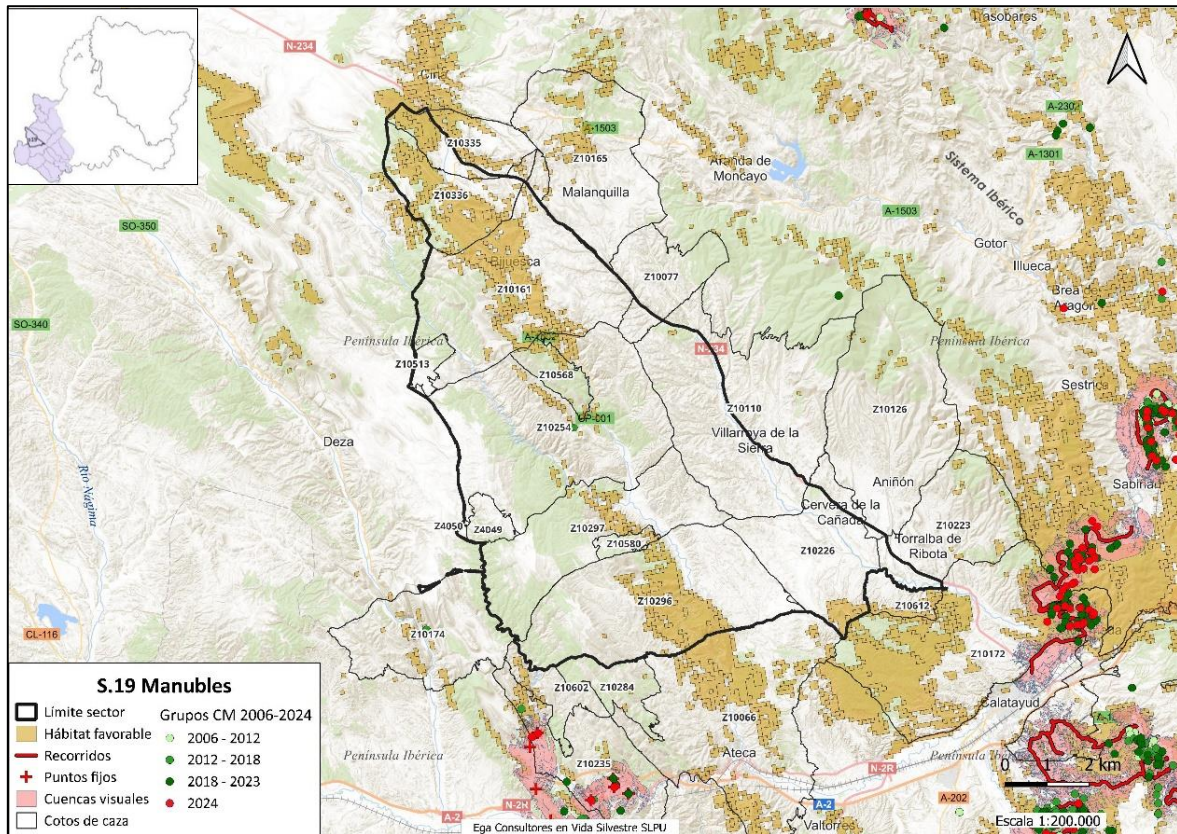 N-234
Trasobares
A-230
A-1301
Sistema Ibérico
A-1503
Z10335
Z10165
Aranda de
Moncayo
Malanquilla
Z10336
A-1503
SO-350
Gotor
Illueca
Bijuesca
Z10077
Z10161
Brea de
Aragón
SO-340
Península Ibérica
N-234
Península Ibérica
Z10513
Z10568
Sestrica
Z10110
Z10126
CP-001
Z10254
Villarroya de la
Sierra
Deza
Río Nágima
Aniñón
Sabiñán
Cervera de la
Cañada
Z4050
Z4049
Z10297
Z10223
Z10580
Torralba de
Ribota
Z10226
Z10296
Z10612
CL-116
Z10174
Z10172
Z10602
Z10284
Calatayud
Z10066
Península Ibérica
Ateca
Península
Z10235
N-2R
N-2R
A-2
A-2
A-202
Valtorres
S.19 Manubles
Límite sector
Hábitat favorable
Recorridos
Puntos fijos
Cuencas visuales
Cotos de caza
Grupos CM 2006-2024
2006 - 2012
2012 - 2018
2018 - 2023
2024
0 1 2 km
Escala 1:200.000
Ega Consultores en Vida Silvestre SLPU